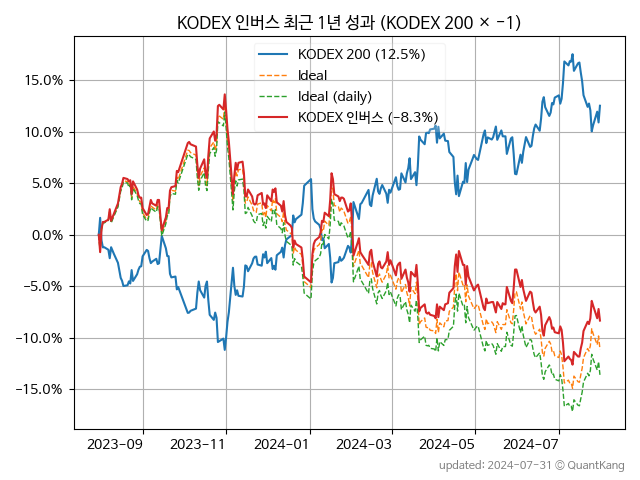 KODEX 인버스 최근 1년 성과 (KODEX 200 × -1)
KODEX 200 (12.5%)
Ideal
Ideal (daily)
KODEX 인버스 (-8.3%)
15.0%
10.0%
5.0%
0.0%
-5.0%
-10.0%
-15.0%
2023-09 2023-11 2024-01 2024-03 2024-05 2024-07
updated: 2024-07-31 © QuantKang